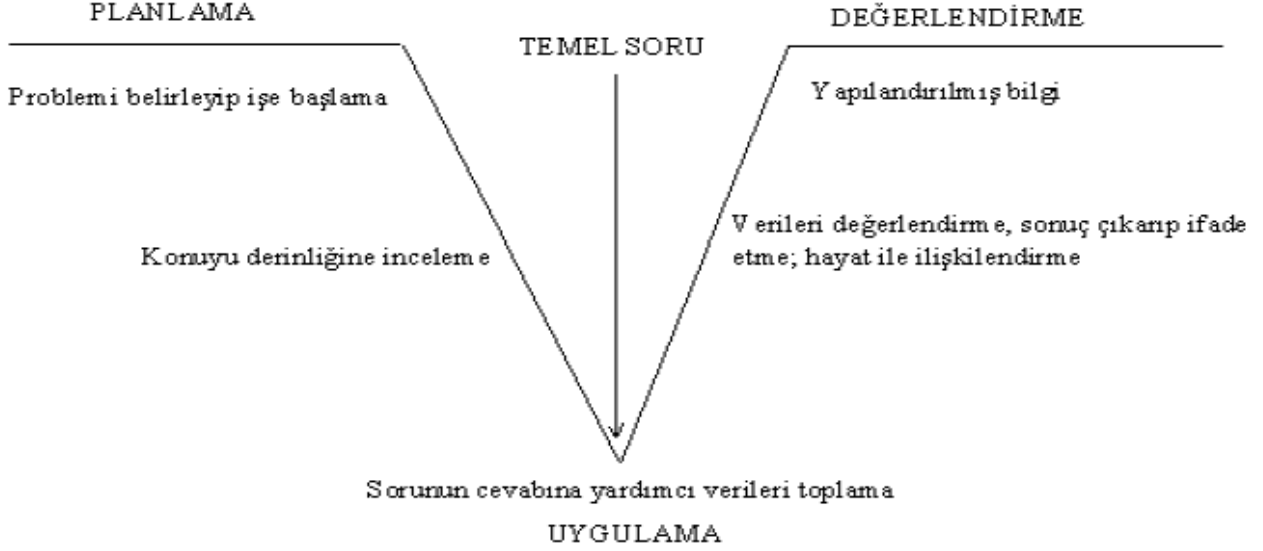 PLANLAMA
DEĞERLENDİRME
TEMEL SORU
Problemi belirleyip işe başlama
Yapılandırılmış bilgi
Konuyu derinliğine inceleme
Verileri değerlendirme, sonuç çıkarıp ifade
etme; hayat ile ilişkilendirme
Sorunun cevabına yardımcı verileri toplama
UYGULAMA